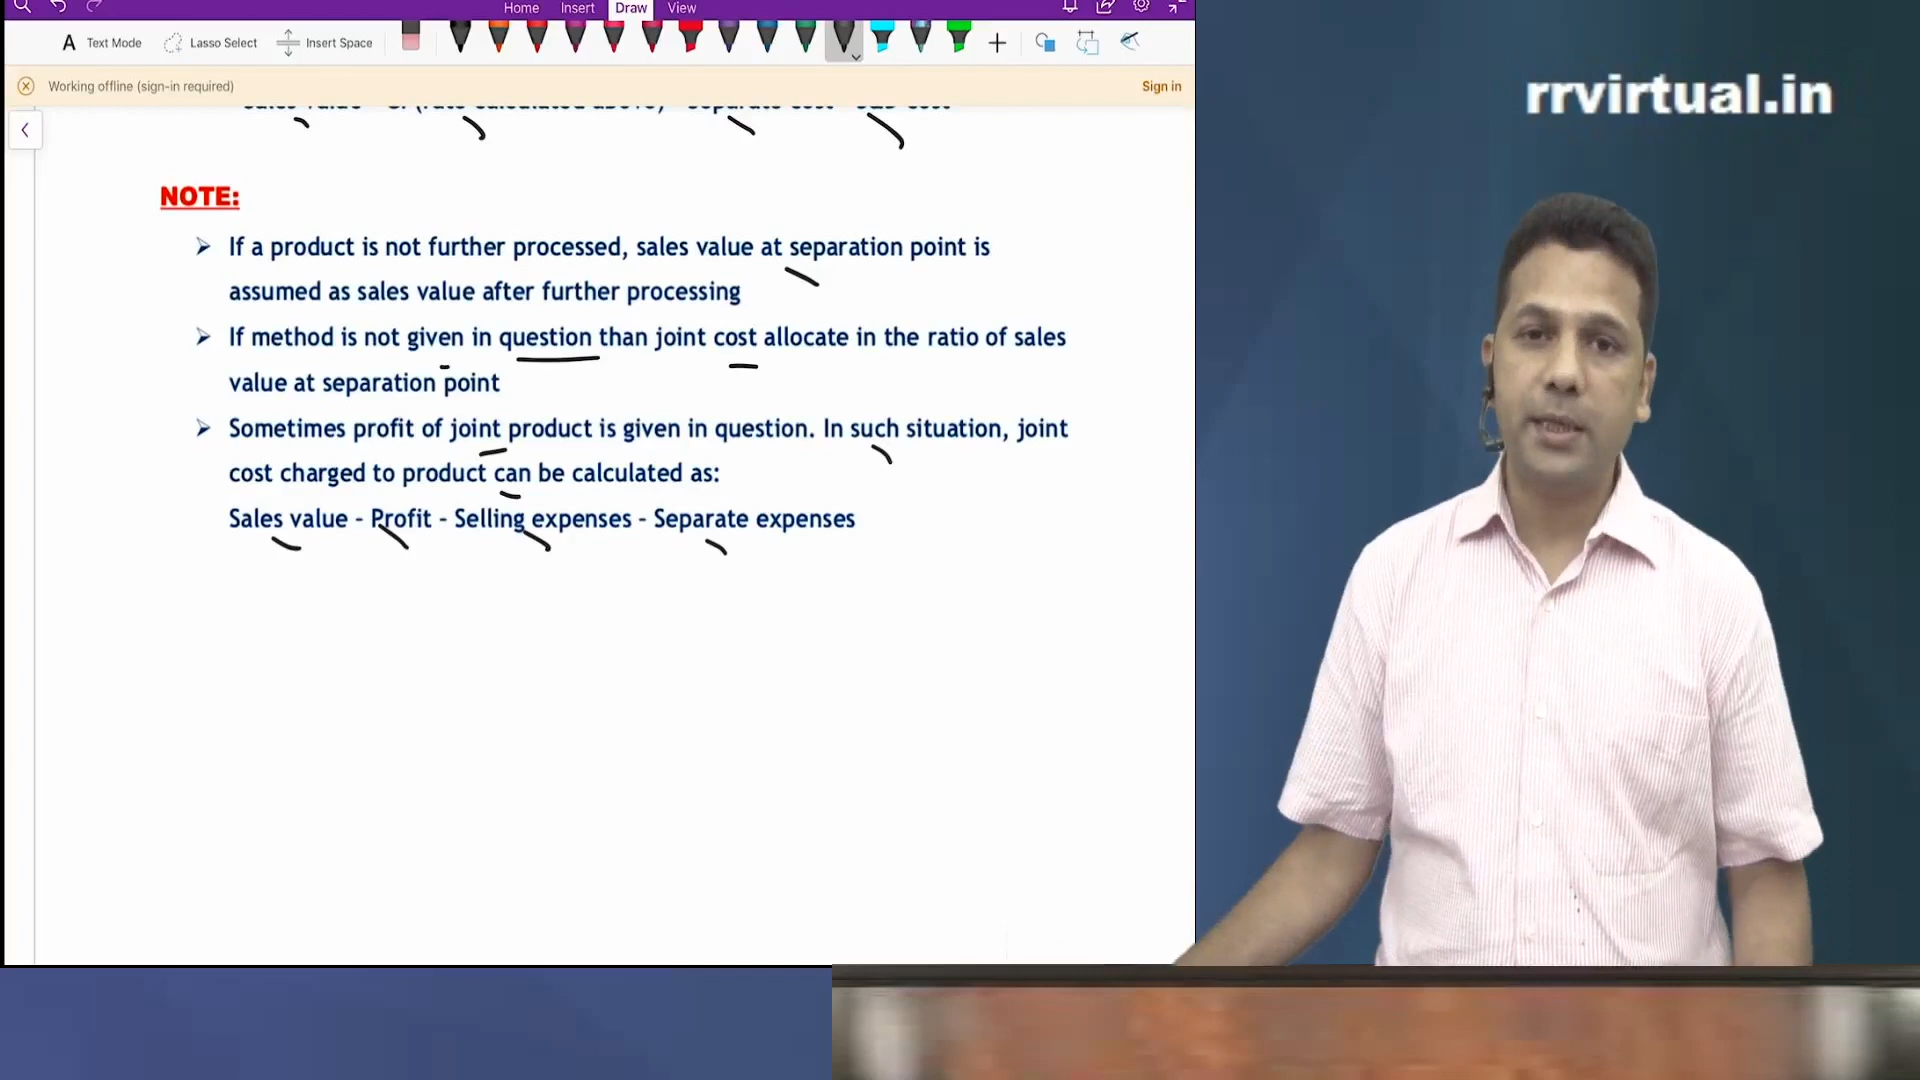 Home Insert Draw View
Text Mode Lasso Select Insert Space
Working offline (sign-in required) Sign in
rrvirtual.in
NOTE:
➢ If a product is not further processed, sales value at separation point is
assumed as sales value after further processing
➢ If method is not given in question than joint cost allocate in the ratio of sales
value at separation point
➢ Sometimes profit of joint product is given in question. In such situation, joint
cost charged to product can be calculated as:
Sales value - Profit - Selling expenses - Separate expenses